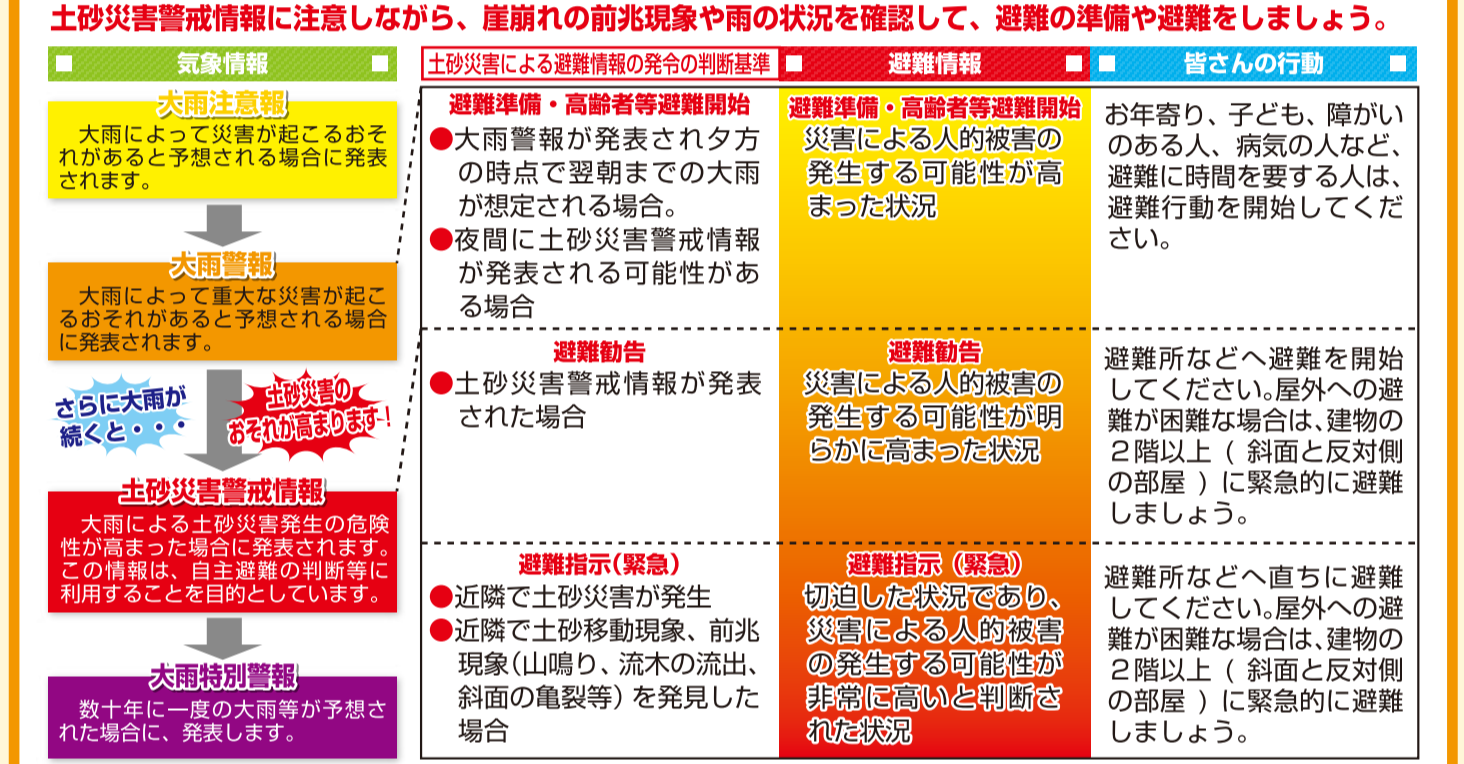 土砂災害警戒情報に注意しながら、崖崩れの前兆現象や雨の状況を確認して、避難の準備や避難をしましょう。
気象情報
大雨注意報
大雨によって災害が起こるおそ
れがあると予想される場合に発表
されます。
大雨警報
大雨によって重大な災害が起こ
るおそれがあると予想される場合
に発表されます。
さらに大雨が
続くと・・・
土砂災害の
おそれが高まります!
土砂災害警戒情報
大雨による土砂災害発生の危険
性が高まった場合に発表されます。
この情報は、自主避難の判断等に
利用することを目的としています。
大雨特別警報
数十年に一度の大雨等が予想さ
れた場合に、発表します。
土砂災害による避難情報の発令の判断基準
避難準備・高齢者等避難開始
●大雨警報が発表され夕方
の時点で翌朝までの大雨
が想定される場合。
●夜間に土砂災害警戒情報
が発表される可能性があ
る場合
避難勧告
●土砂災害警戒情報が発表
された場合
避難指示(緊急)
●近隣で土砂災害が発生
●近隣で土砂移動現象、前兆
現象(山鳴り、流木の流出、
斜面の亀裂等)を発見した
場合
避難情報
避難準備・高齢者等避難開始
災害による人的被害の
発生する可能性が高
まった状況
避難勧告
災害による人的被害の
発生する可能性が明
らかに高まった状況
避難指示(緊急)
切迫した状況であり、
災害による人的被害
の発生する可能性が
非常に高いと判断さ
れた状況
皆さんの行動
お年寄り、子ども、障がい
のある人、病気の人など、
避難に時間を要する人は、
避難行動を開始してくだ
さい。
避難所などへ避難を開始
してください。屋外への避
難が困難な場合は、建物の
2階以上(斜面と反対側
の部屋)に緊急的に避難
しましょう。
避難所などへ直ちに避難
してください。屋外への避
難が困難な場合は、建物の
2階以上(斜面と反対側
の部屋)に緊急的に避難
しましょう。